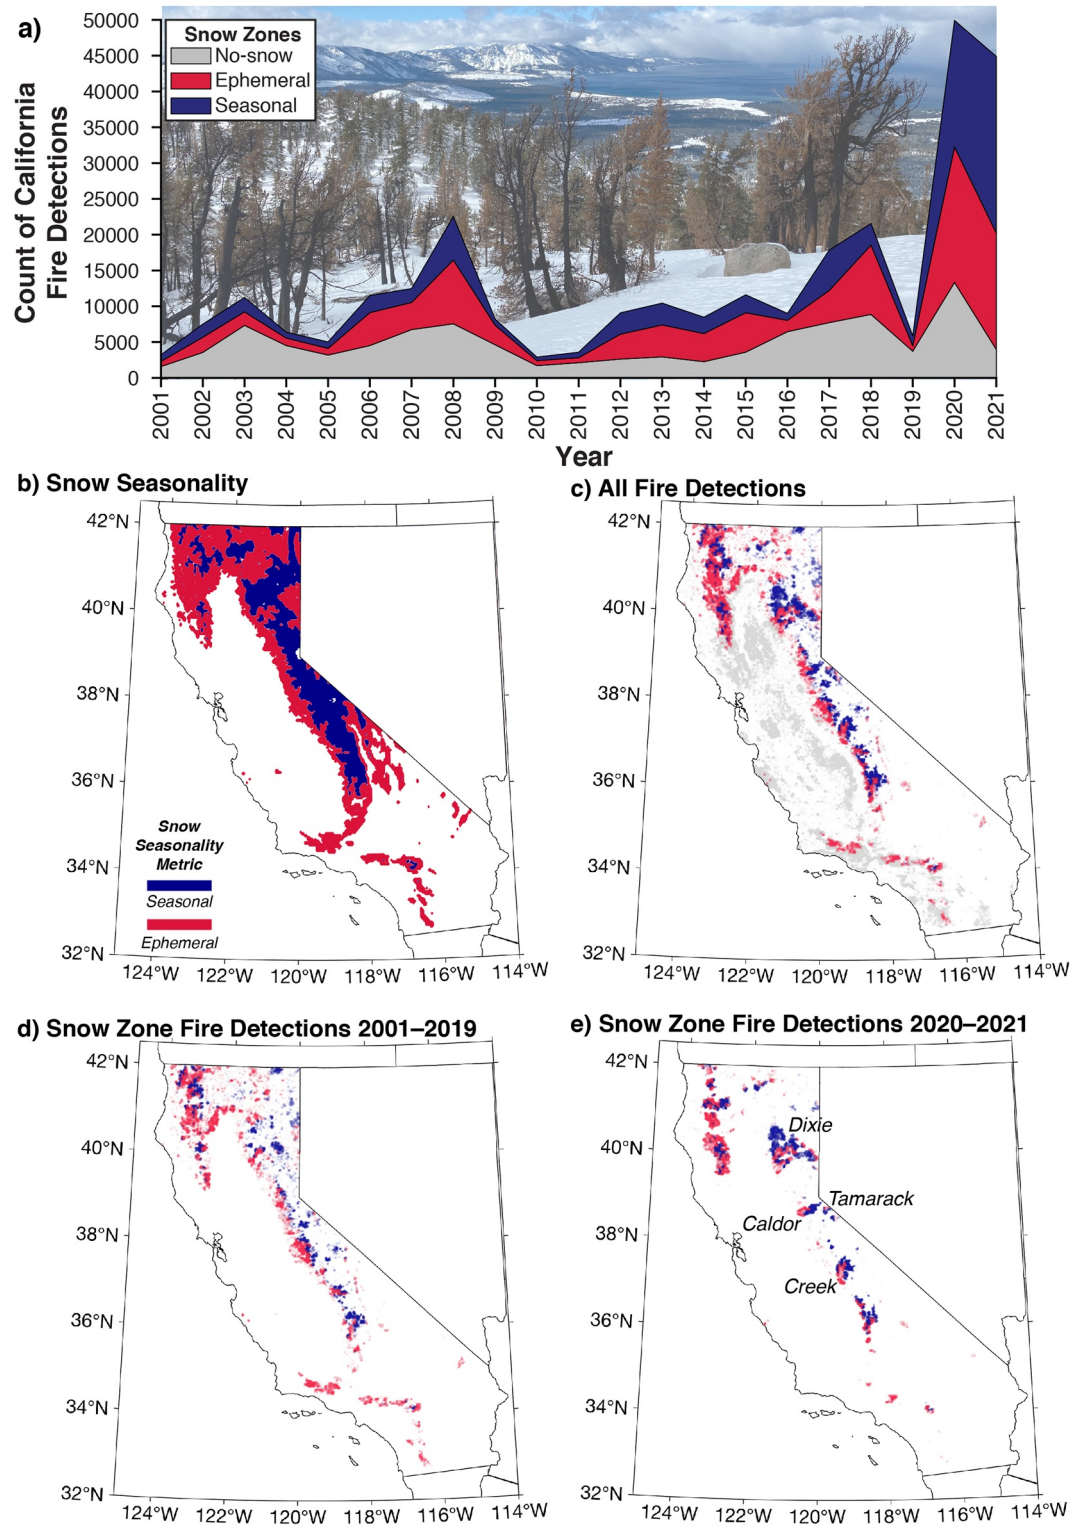 a)
Count of California
Fire Detections
50000
45000
40000
35000
30000
25000
20000
15000
10000
5000
0
Snow Zones
No-snow
Ephemeral
Seasonal
2001 2002 2003 2004 2005 2006 2007 2008 2009 2010 2011 2012 2013 2014 2015 2016 2017 2018 2019 2020 2021
Year
b) Snow Seasonality
42°N
40°N
38°N
36°N
34°N
32°N
Snow
Seasonality
Metric
Seasonal
Ephemeral
124°W 122°W 120°W 118°W 116°W 114°W
c) All Fire Detections
42°N
40°N
38°N
36°N
34°N
32°N
124°W 122°W 120°W 118°W 116°W 114°W
d) Snow Zone Fire Detections 2001–2019
42°N
40°N
38°N
36°N
34°N
32°N
124°W 122°W 120°W 118°W 116°W 114°W
e) Snow Zone Fire Detections 2020–2021
42°N
40°N
38°N
36°N
34°N
32°N
Dixie
Tamarack
Caldor
Creek
124°W 122°W 120°W 118°W 116°W 114°W